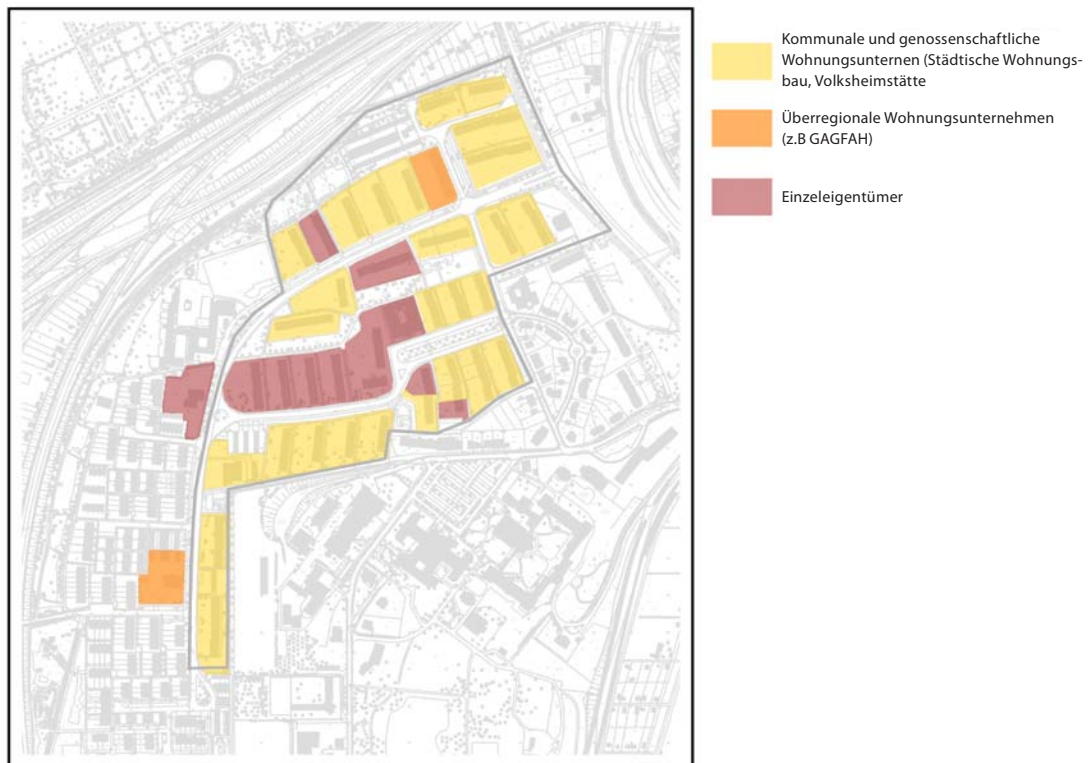 Kommunale und genossenschaftliche
Wohnungsunternen (Städtische Wohnungs-
bau, Volksheimstätte
Überregionale Wohnungsunternehmen
(z.B GAGFAH)
Einzeleigentümer